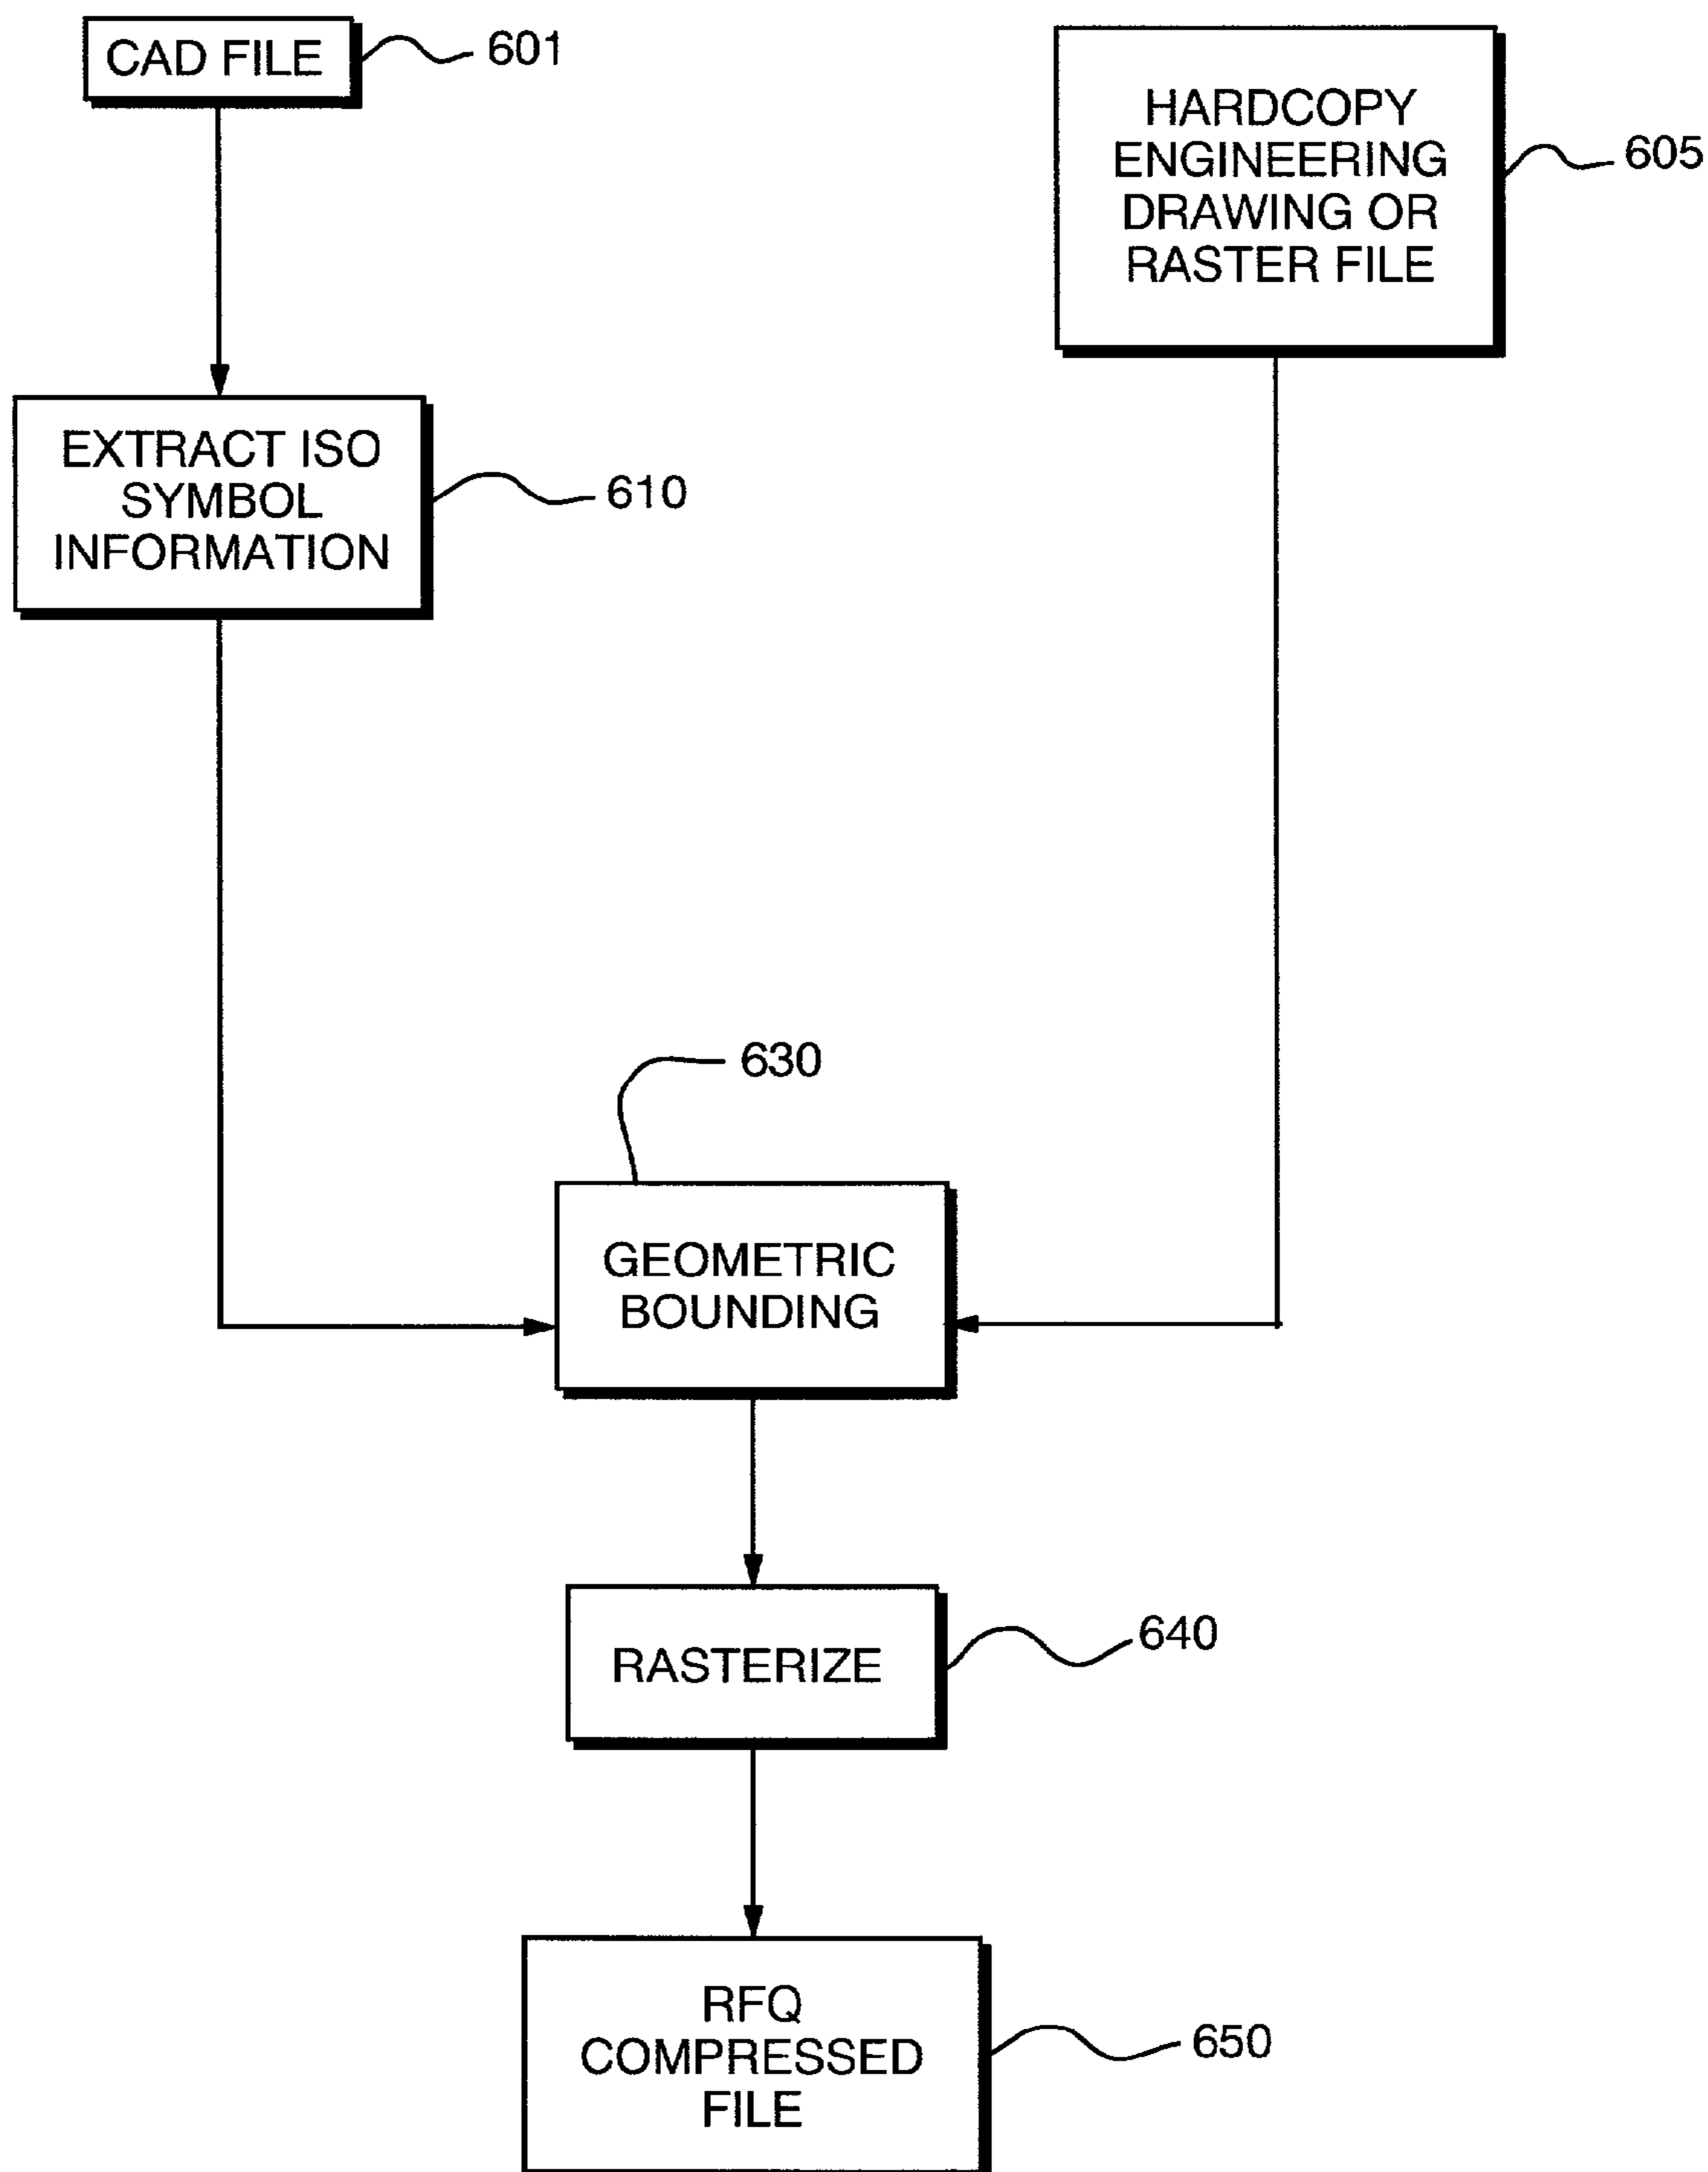 CAD FILE
601
HARDCOPY
ENGINEERING
DRAWING OR
RASTER FILE
605
EXTRACT ISO
SYMBOL
INFORMATION
610
630
GEOMETRIC
BOUNDING
RASTERIZE
640
RFQ
COMPRESSED
FILE
650